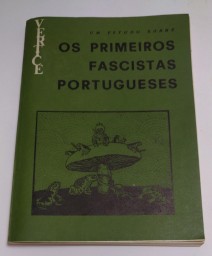 VERTICE
UM ESTUDO SOBRE
OS PRIMEIROS
FASCISTAS
PORTUGUESES